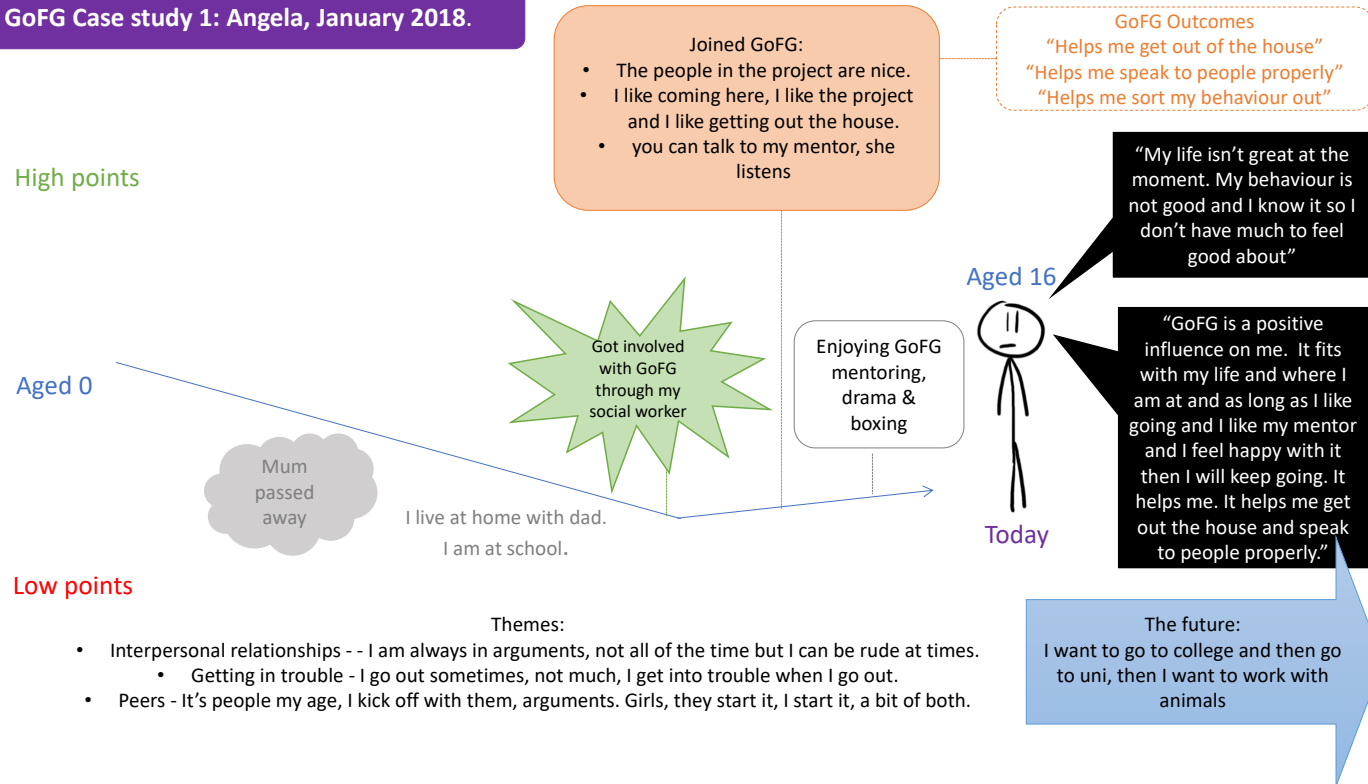 GoFG Case study 1: Angela, January 2018.
Joined GoFG:
• The people in the project are nice.
• I like coming here, I like the project
and I like getting out the house.
• you can talk to my mentor, she
listens
GoFG Outcomes
“Helps me get out of the house”
“Helps me speak to people properly”
“Helps me sort my behaviour out”
High points
“My life isn’t great at the
moment. My behaviour is
not good and I know it so I
don’t have much to feel
good about”
Aged 16
Got involved
with GoFG
through my
social worker
Enjoying GoFG
mentoring,
drama &
boxing
“GoFG is a positive
influence on me.  It fits
with my life and where I
am at and as long as I like
going and I like my mentor
and I feel happy with it
then I will keep going. It
helps me. It helps me get
out the house and speak
to people properly.”
Aged 0
Mum
passed
away
I live at home with dad.
I am at school.
Today
Low points
Themes:
• Interpersonal relationships - - I am always in arguments, not all of the time but I can be rude at times.
• Getting in trouble - I go out sometimes, not much, I get into trouble when I go out.
• Peers - It’s people my age, I kick off with them, arguments. Girls, they start it, I start it, a bit of both.
The future:
I want to go to college and then go
to uni, then I want to work with
animals